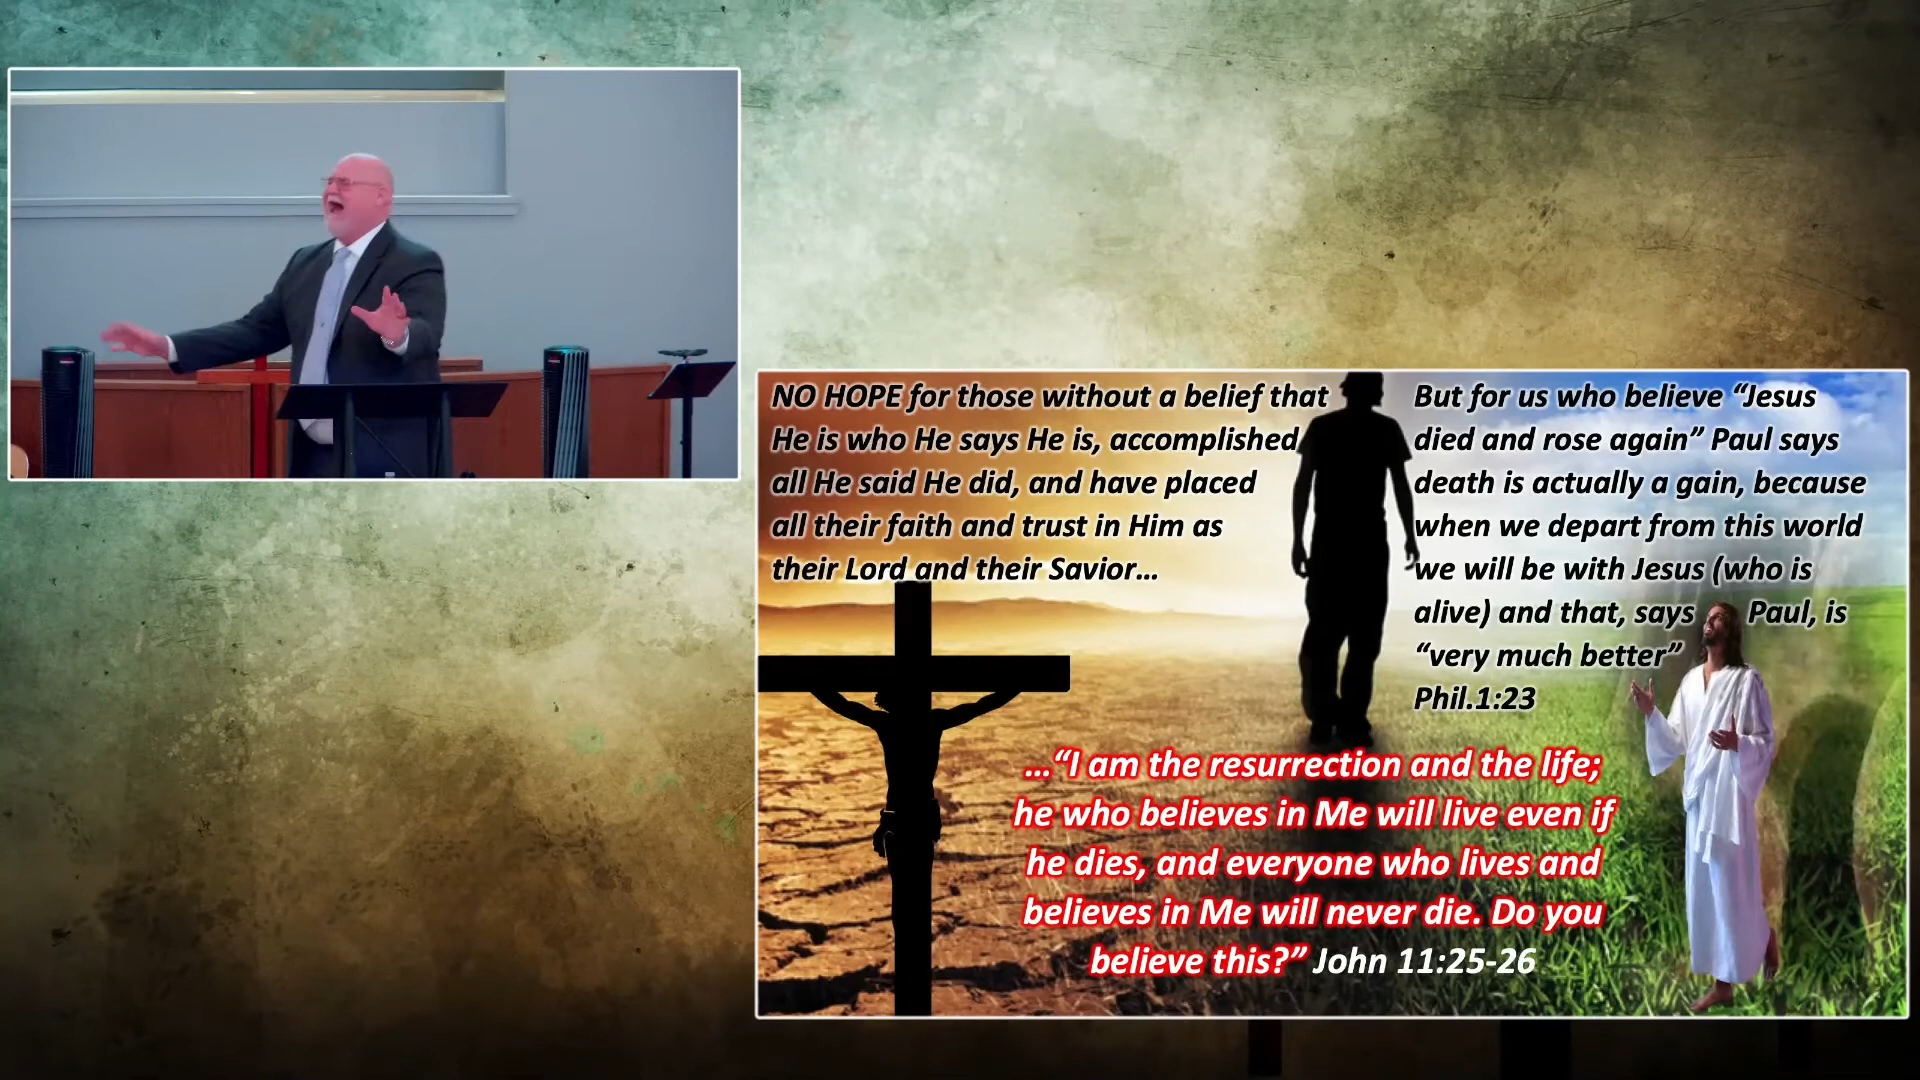 NO HOPE for those without a belief that
He is who He says He is, accomplished
all He said He did, and have placed
all their faith and trust in Him as
their Lord and their Savior…
But for us who believe “Jesus
died and rose again” Paul says
death is actually a gain, because
when we depart from this world
we will be with Jesus (who is
alive) and that, says Paul, is
“very much better”
Phil.1:23
…“I am the resurrection and the life;
he who believes in Me will live even if
he dies, and everyone who lives and
believes in Me will never die. Do you
believe this?” John 11:25-26